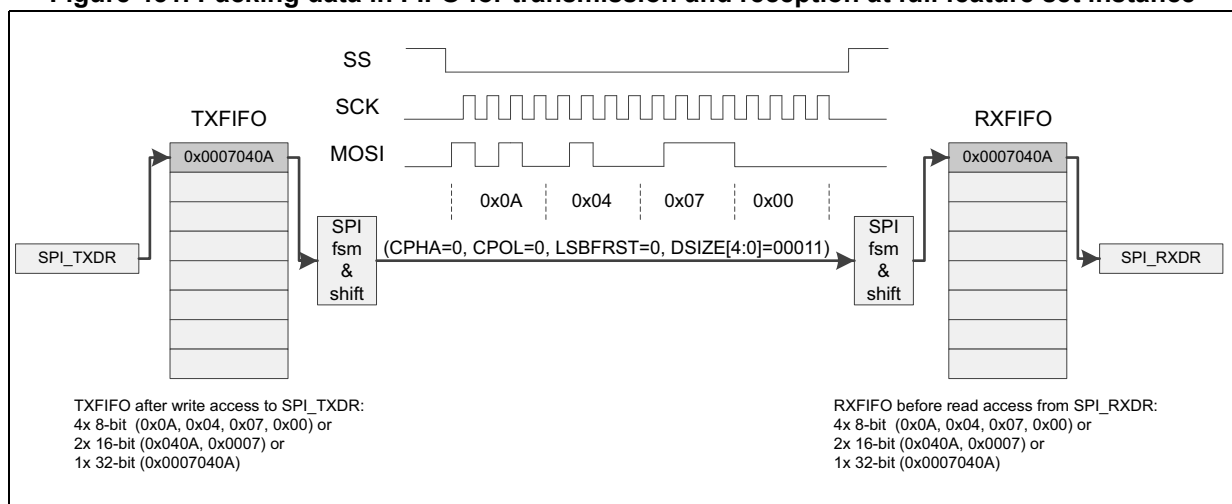 Figure 481. Packing data in FIFO for transmission and reception at full feature set instance
SS
SCK
MOSI
TXFIFO
RXFIFO
0x0007040A
0x0007040A
0x0A
0x04
0x07
0x00
SPI_TXDR
SPI
fsm
&
shift
(CPHA=0, CPOL=0, LSBFRST=0, DSIZE[4:0]=00011)
SPI
fsm
&
shift
SPI_RXDR
TXFIFO after write access to SPI_TXDR:
4x 8-bit (0x0A, 0x04, 0x07, 0x00) or
2x 16-bit (0x040A, 0x0007) or
1x 32-bit (0x0007040A)
RXFIFO before read access from SPI_RXDR:
4x 8-bit (0x0A, 0x04, 0x07, 0x00) or
2x 16-bit (0x040A, 0x0007) or
1x 32-bit (0x0007040A)